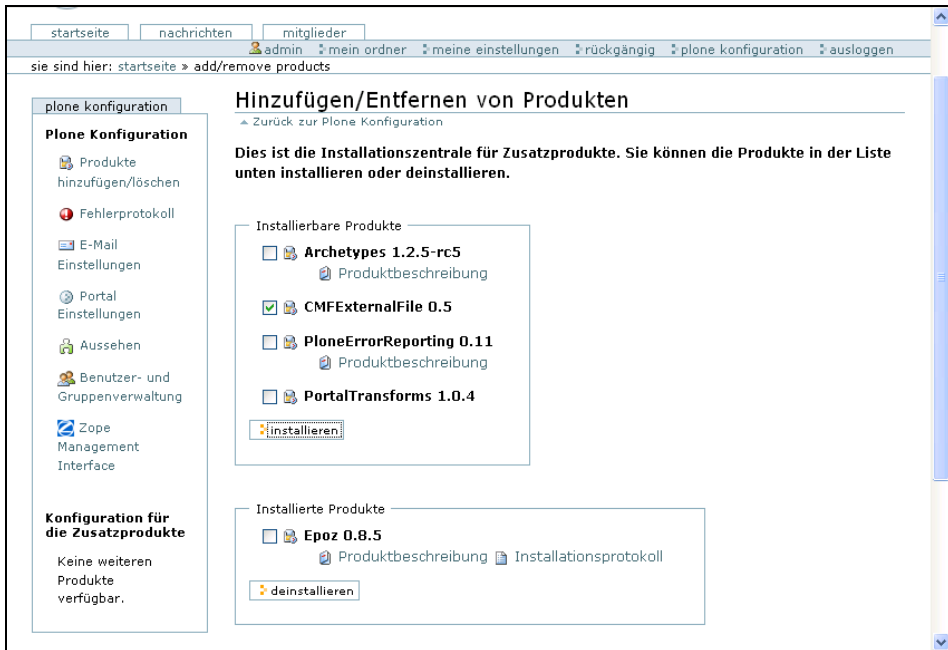 startseite nachrichten mitglieder
admin mein ordner meine einstellungen rückgängig plone konfiguration ausloggen
sie sind hier: startseite » add/remove products
plone konfiguration
Plone Konfiguration
Produkte
hinzufügen/löschen
Fehlerprotokoll
E-Mail
Einstellungen
Portal
Einstellungen
Aussehen
Benutzer- und
Gruppenverwaltung
Zope
Management
Interface
Konfiguration für
die Zusatzprodukte
Keine weiteren
Produkte
verfügbar.
Hinzufügen/Entfernen von Produkten
Zurück zur Plone Konfiguration
Dies ist die Installationszentrale für Zusatzprodukte. Sie können die Produkte in der Liste
unten installieren oder deinstallieren.
Installierbare Produkte
Archetypes 1.2.5-rc5
Produktbeschreibung
CMFExternalFile 0.5
PloneErrorReporting 0.11
Produktbeschreibung
PortalTransforms 1.0.4
installieren
Installierte Produkte
Epoz 0.8.5
Produktbeschreibung Installationsprotokoll
deinstallieren